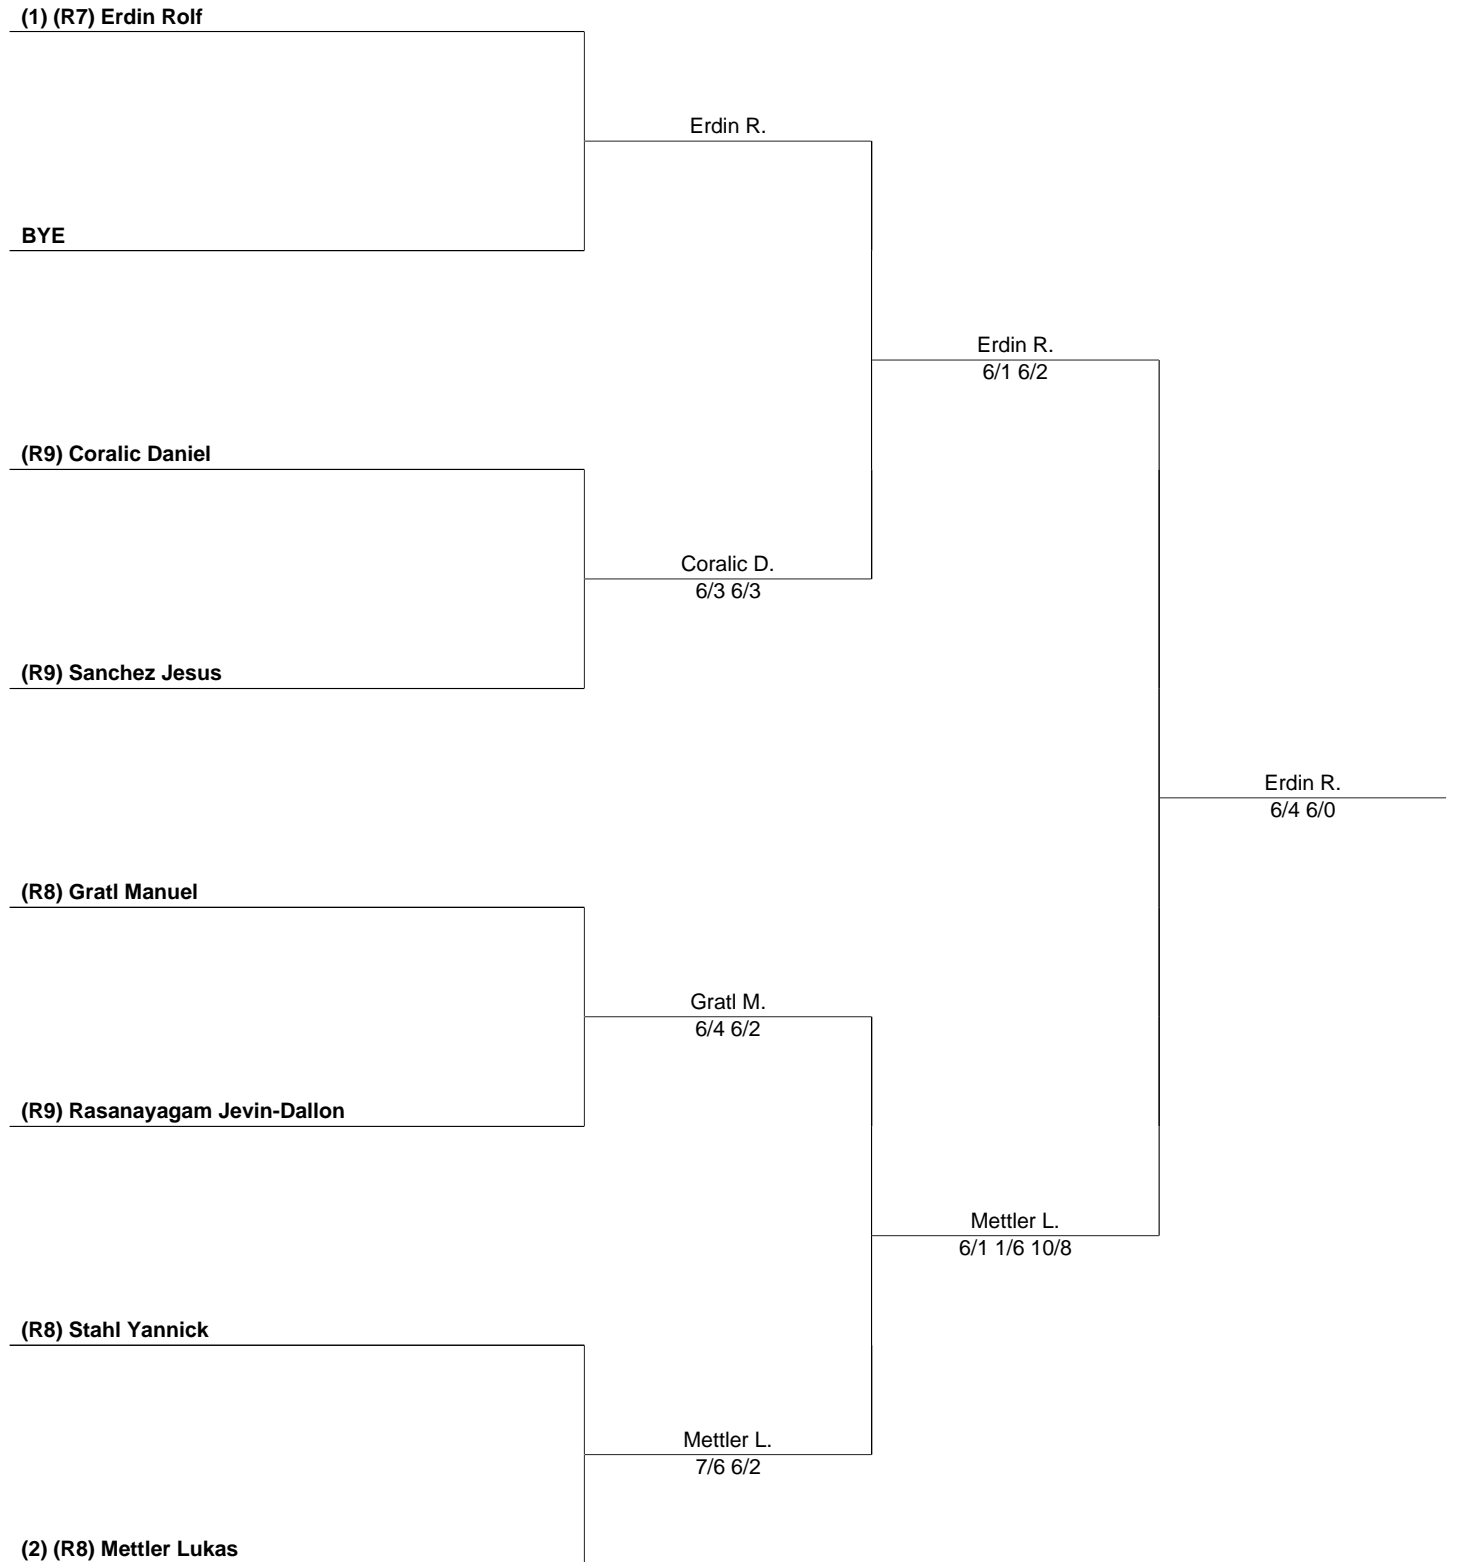 (1) (R7) Erdin Rolf
Erdin R.
BYE
Erdin R.
6/1 6/2
(R9) Coralic Daniel
Coralic D.
6/3 6/3
(R9) Sanchez Jesus
Erdin R.
6/4 6/0
(R8) Gratl Manuel
Gratl M.
6/4 6/2
(R9) Rasanayagam Jevin-Dallon
Mettler L.
6/1 1/6 10/8
(R8) Stahl Yannick
Mettler L.
7/6 6/2
(2) (R8) Mettler Lukas